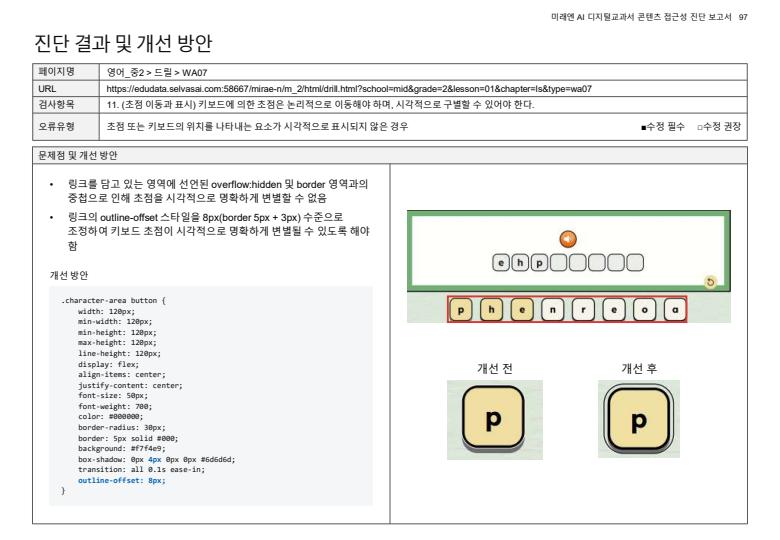 미래엔 AI 디지털교과서 콘텐츠 접근성 진단 보고서 97
진단 결과 및 개선 방안
페이지명 영어_중2 > 드릴 > WA07
URL https://edudata.selvasai.com:58667/mirae-n/m_2/html/drill.html?school=mid&grade=2&lesson=01&chapter=ls&type=wa07
검사항목 11. (초점 이동과 표시) 키보드에 의한 초점은 논리적으로 이동해야 하며, 시각적으로 구별할 수 있어야 한다.
오류유형 초점 또는 키보드의 위치를 나타내는 요소가 시각적으로 표시되지 않은 경우 ■수정 필수 □수정 권장
문제점 및 개선 방안
• 링크를 담고 있는 영역에 선언된 overflow:hidden 및 border 영역과의
중첩으로 인해 초점을 시각적으로 명확하게 변별할 수 없음
• 링크의 outline-offset 스타일을 8px(border 5px + 3px) 수준으로
조정하여 키보드 초점이 시각적으로 명확하게 변별될 수 있도록 해야
함
개선 방안
.character-area button {
width: 120px;
min-width: 120px;
min-height: 120px;
max-height: 120px;
line-height: 120px;
display: flex;
align-items: center;
justify-content: center;
font-size: 50px;
font-weight: 700;
color: #000000;
border-radius: 30px;
border: 5px solid #000;
background: #f7f4e9;
box-shadow: 0px 4px 0px 0px #6d6d6d;
transition: all 0.1s ease-in;
outline-offset: 8px;
}
e h p
p h e n r e o a
개선 전 개선 후
p p